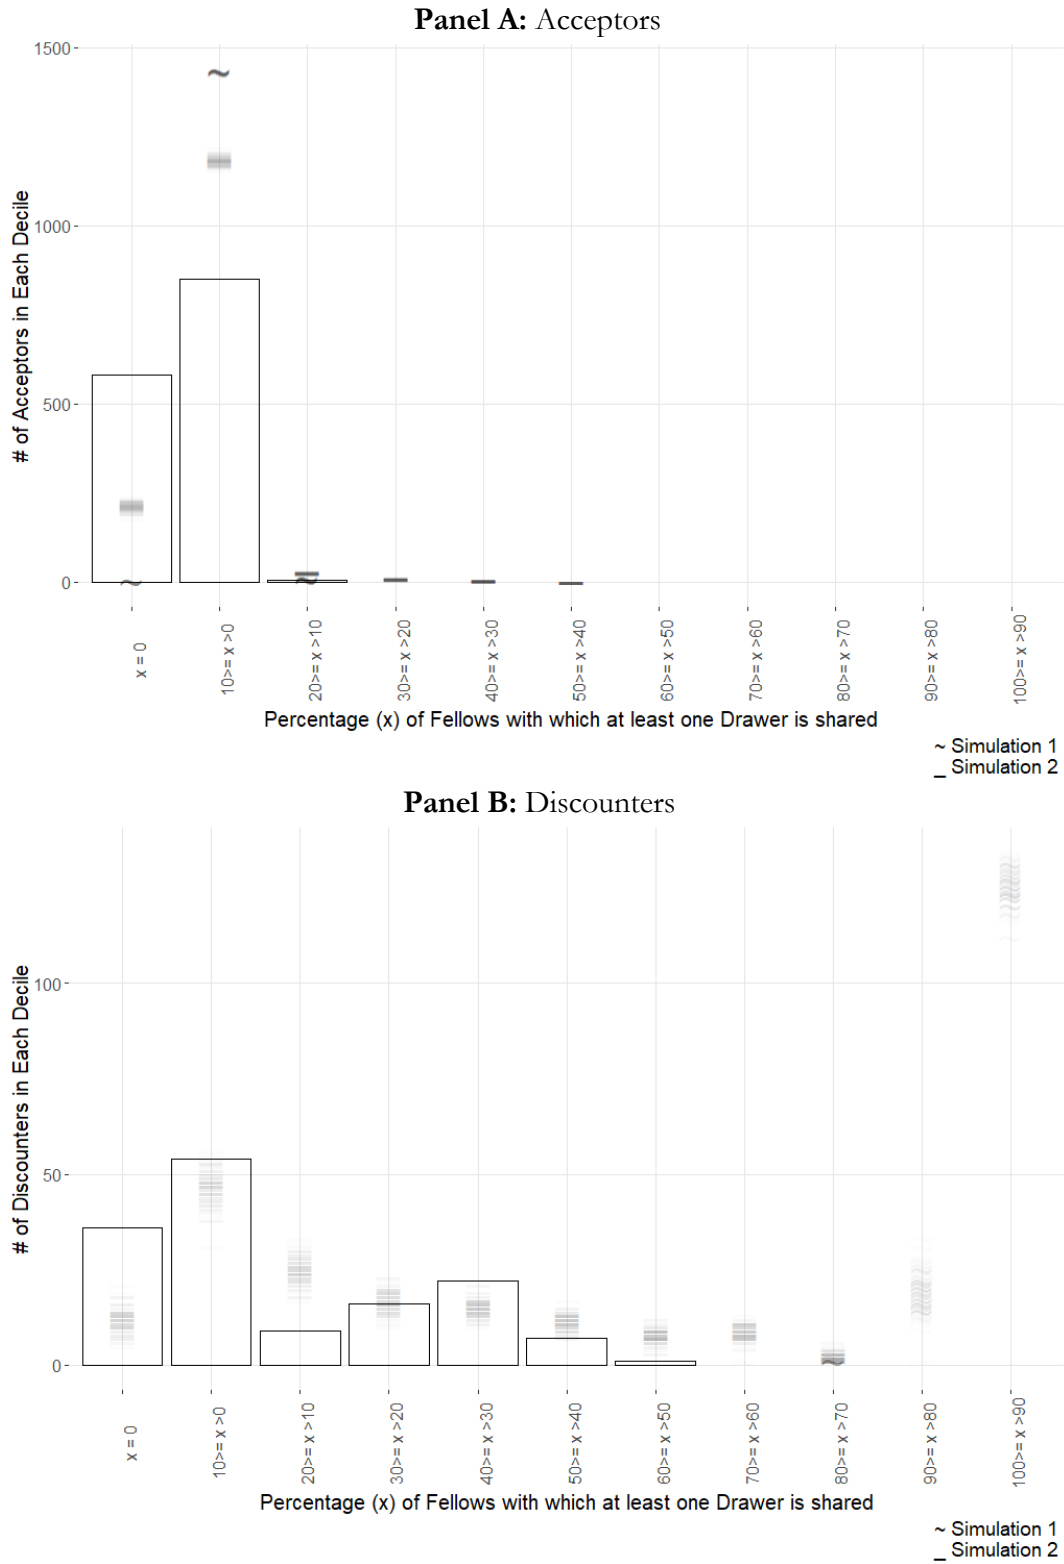 Panel A: Acceptors
# of Acceptors in Each Decile
1500
1000
500
0
x = 0
10>= x >0
20>= x >10
30>= x >20
40>= x >30
50>= x >40
60>= x >50
70>= x >60
80>= x >70
90>= x >80
100>= x >90
Percentage (x) of Fellows with which at least one Drawer is shared
~ Simulation 1
_ Simulation 2
Panel B: Discounters
# of Discounters in Each Decile
100
50
0
x = 0
10>= x >0
20>= x >10
30>= x >20
40>= x >30
50>= x >40
60>= x >50
70>= x >60
80>= x >70
90>= x >80
100>= x >90
Percentage (x) of Fellows with which at least one Drawer is shared
~ Simulation 1
_ Simulation 2